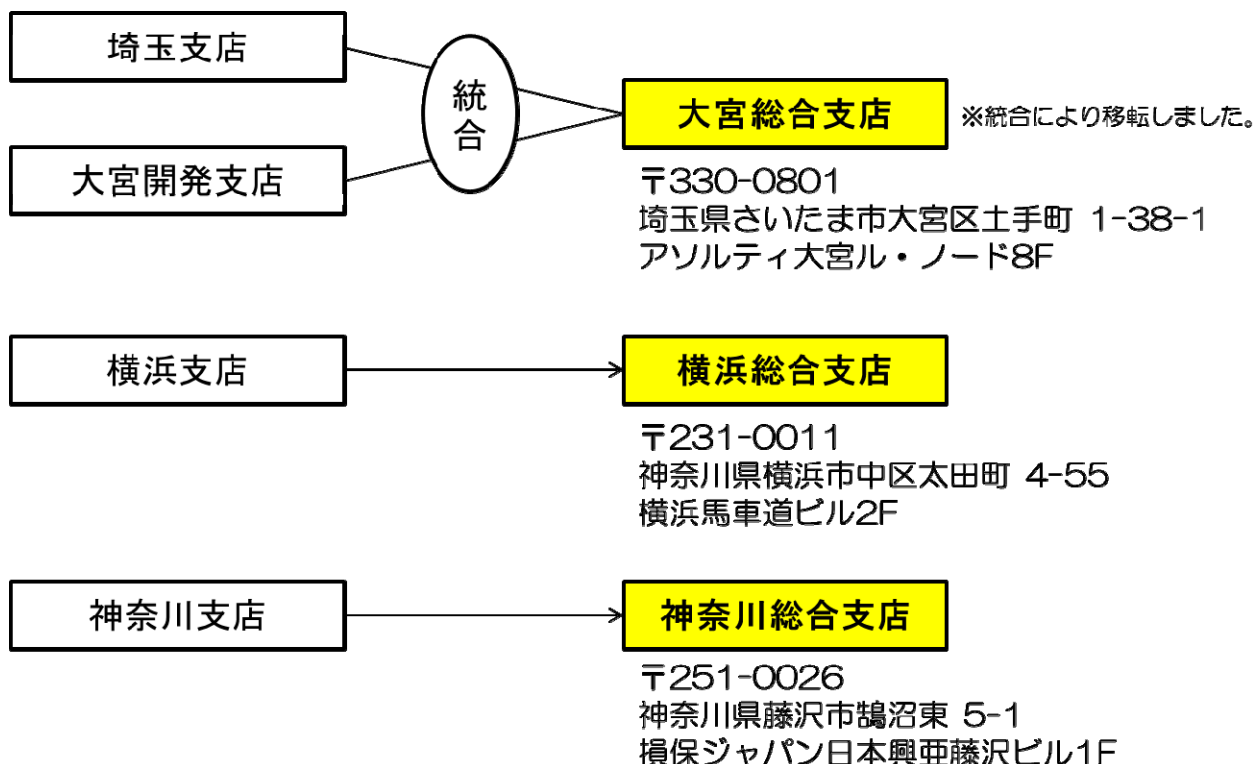 埼玉支店
大宮開発支店
統合
大宮総合支店
※統合により移転しました。
〒330-0801
埼玉県さいたま市大宮区土手町 1-38-1
アソルティ大宮ル・ノード8F
横浜支店
横浜総合支店
〒231-0011
神奈川県横浜市中区太田町 4-55
横浜馬車道ビル2F
神奈川支店
神奈川総合支店
〒251-0026
神奈川県藤沢市鵠沼東 5-1
損保ジャパン日本興亜藤沢ビル1F